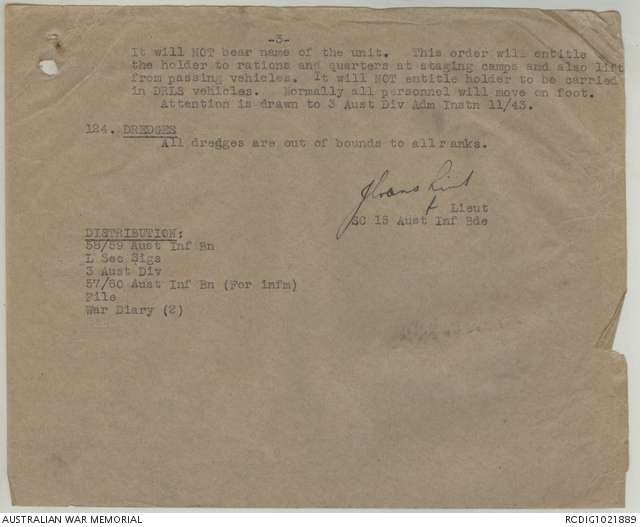 -3-
It will NOT bear name of the unit. This order will entitle
the holder to rations and quarters at staging camps and also lift
from passing vehicles. It will NOT entitle holder to be carried
in DRLS vehicles. Normally all personnel will move on foot.
Attention is drawn to 3 Aust Div Adm Instn 11/43.
124. DREDGES
All dredges are out of bounds to all ranks.
Lieut
SC 15 Aust Inf Bde
DISTRIBUTION:
58/59 Aust Inf Bn
L Sec Sigs
3 Aust Div
57/60 Aust Inf Bn (For infm)
File
War Diary (2)
AUSTRALIAN WAR MEMORIAL
RCDIG1021889